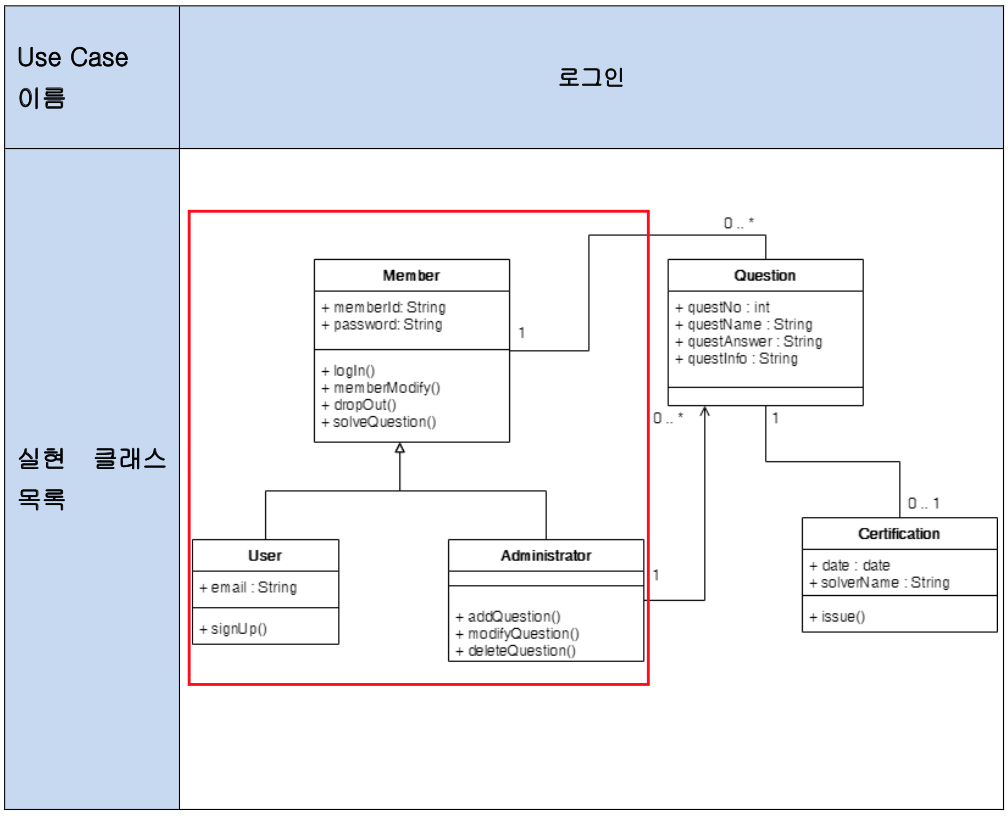 Use Case
이름
로그인
실현 클래스
목록
0 .. *
Member
+ memberId: String
+ password: String
1
+ logIn()
+ memberModify()
+ dropOut()
+ solveQuestion()
Question
+ questNo : int
+ questName : String
+ questAnswer : String
+ questInfo : String
0 .. *
1
0 .. 1
User
+ email : String
+ signUp()
Administrator
1
+ addQuestion()
+ modifyQuestion()
+ deleteQuestion()
Certification
+ date : date
+ solverName : String
+ issue()